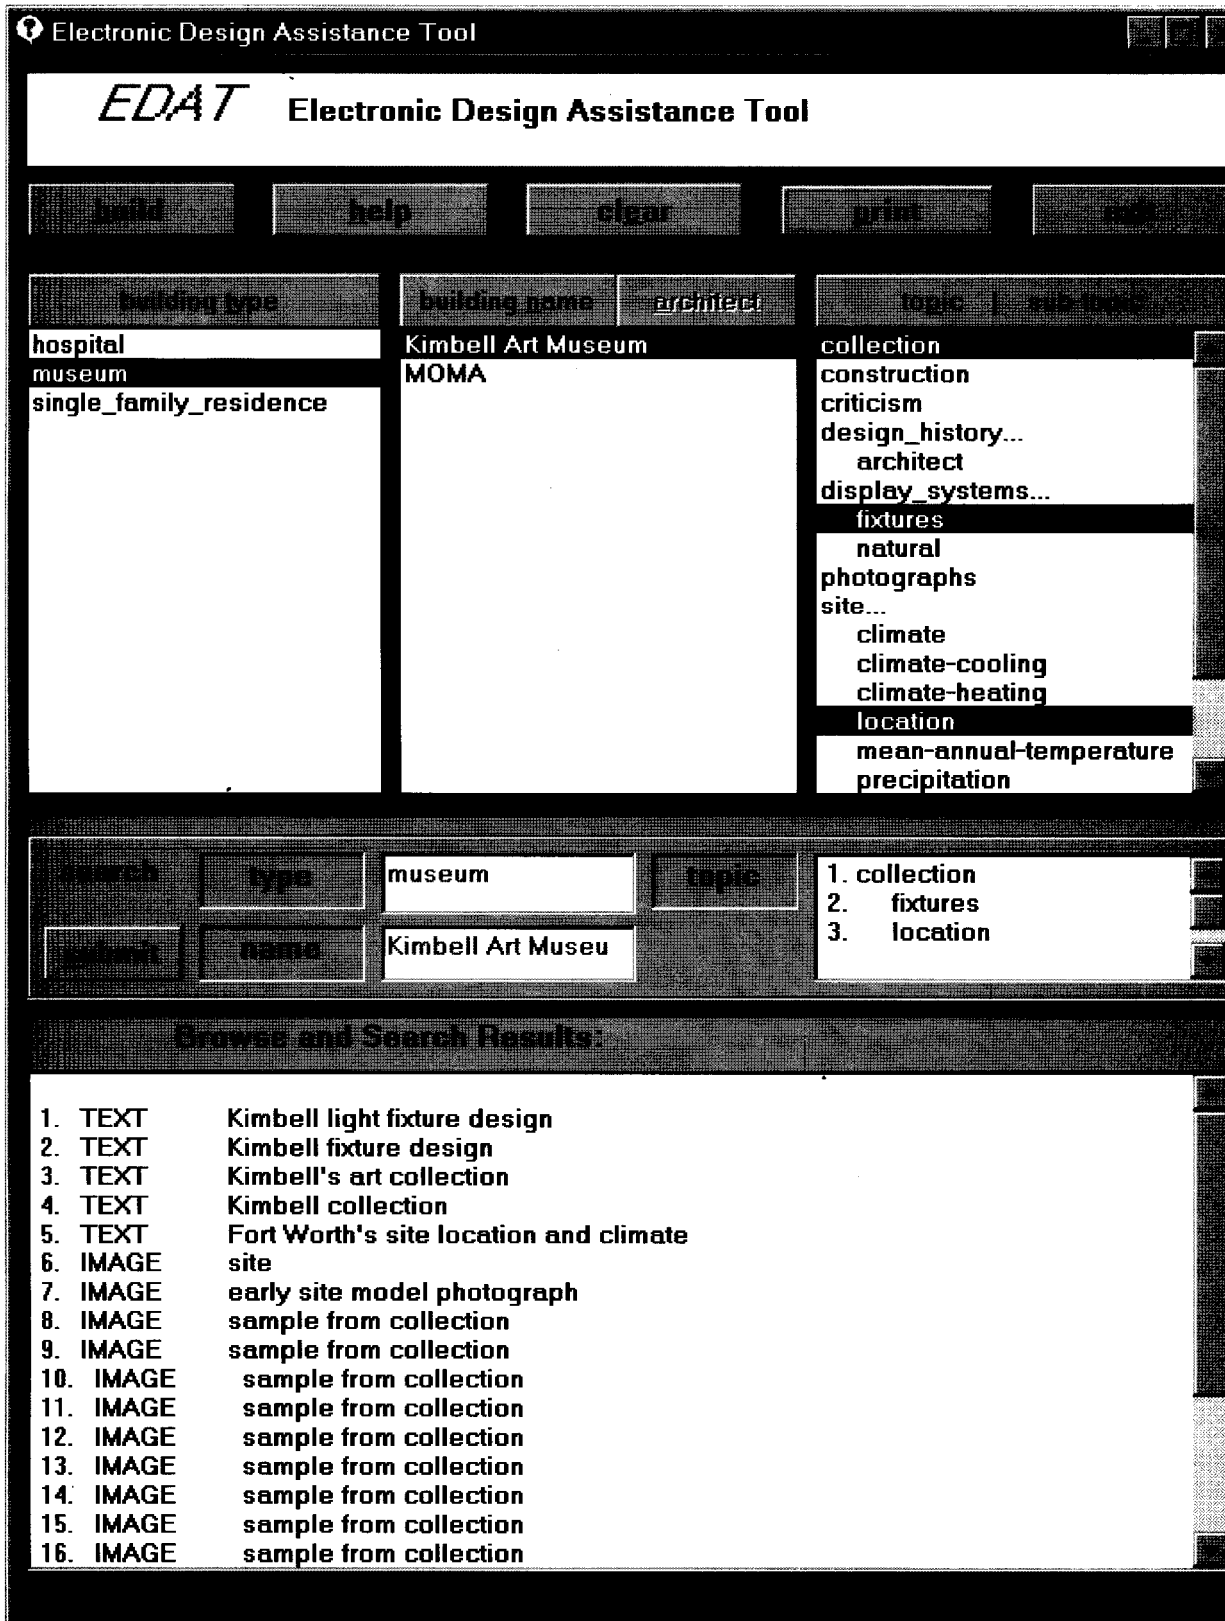 Electronic Design Assistance Tool
EDAT Electronic Design Assistance Tool
build help clear print
building type building name architect topic | sub-topic
hospital
museum
single_family_residence
Kimbell Art Museum
MOMA
collection
construction
criticism
design_history...
architect
display_systems...
fixtures
natural
photographs
site...
climate
climate-cooling
climate-heating
location
mean-annual-temperature
precipitation
search type museum topic
submit name Kimbell Art Museu
1. collection
2. fixtures
3. location
Browse and Search Results:
1. TEXT Kimbell light fixture design
2. TEXT Kimbell fixture design
3. TEXT Kimbell's art collection
4. TEXT Kimbell collection
5. TEXT Fort Worth's site location and climate
6. IMAGE site
7. IMAGE early site model photograph
8. IMAGE sample from collection
9. IMAGE sample from collection
10. IMAGE sample from collection
11. IMAGE sample from collection
12. IMAGE sample from collection
13. IMAGE sample from collection
14. IMAGE sample from collection
15. IMAGE sample from collection
16. IMAGE sample from collection